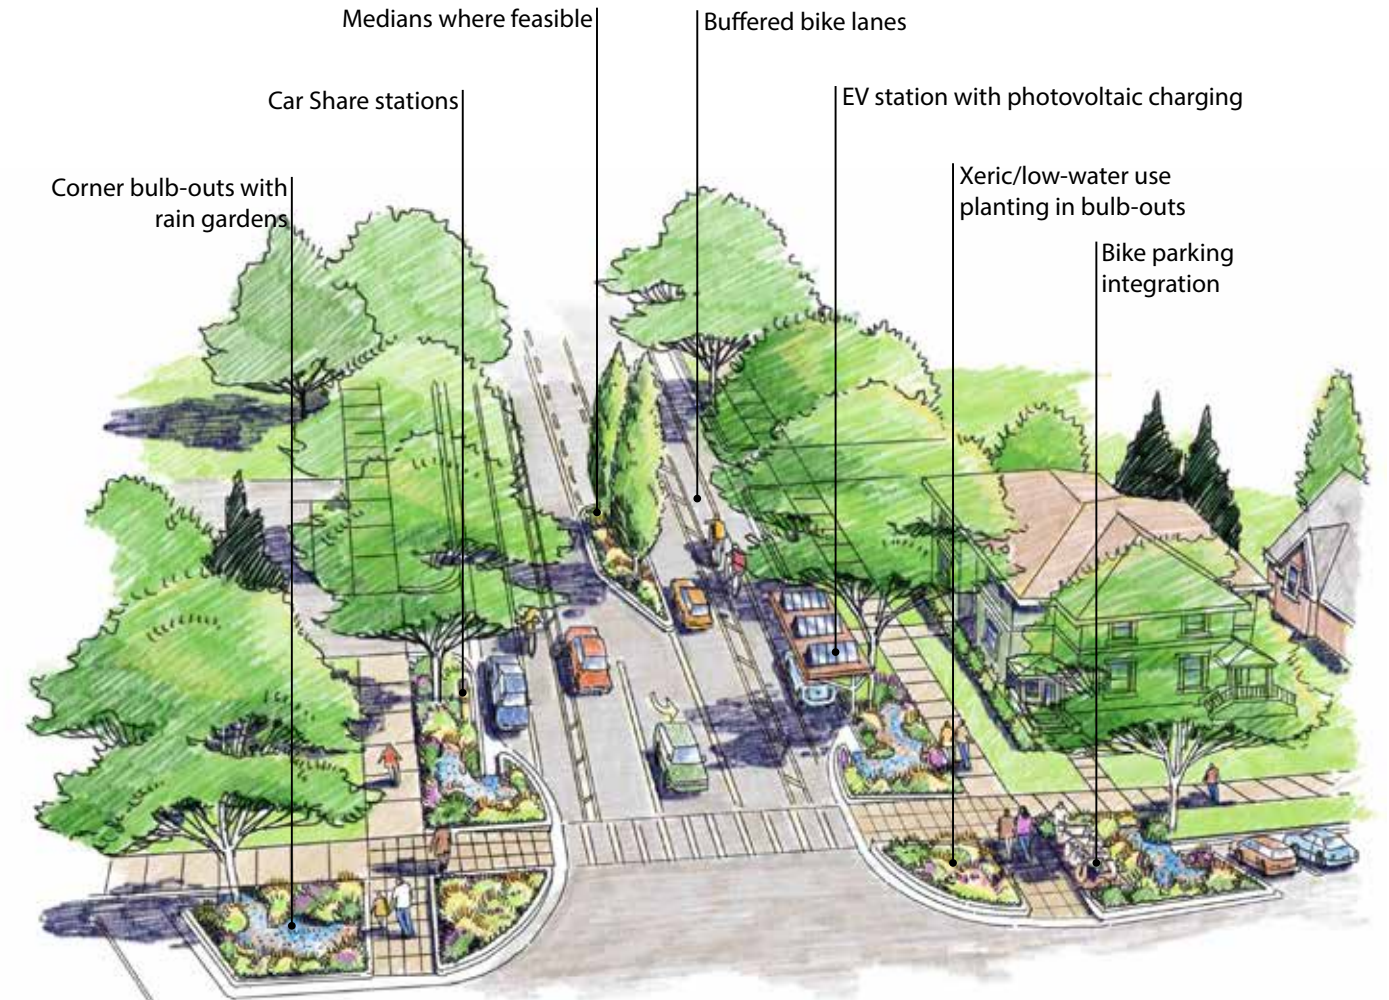 Medians where feasible
Buffered bike lanes
Car Share stations
EV station with photovoltaic charging
Corner bulb-outs with
rain gardens
Xeric/low-water use
planting in bulb-outs
Bike parking
integration